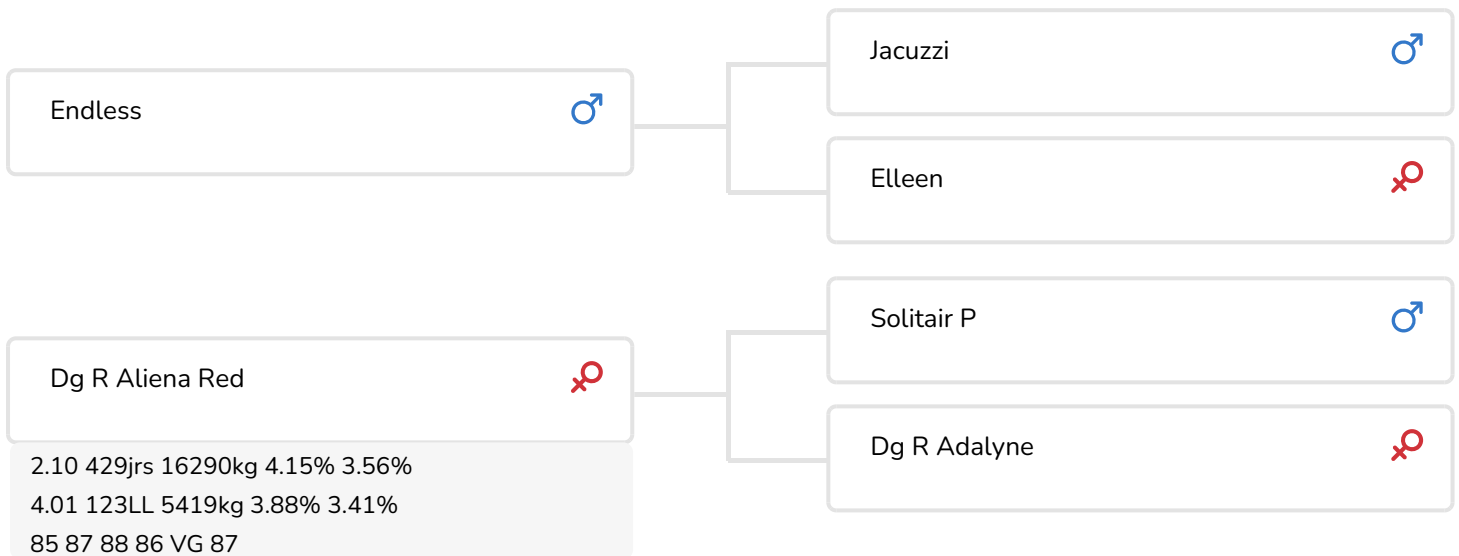 Jacuzzi
Endless
Elleen
Solitair P
Dg R Aliena Red
Dg R Adalyne
2.10 429jrs 16290kg 4.15% 3.56%
4.01 123LL 5419kg 3.88% 3.41%
85 87 88 86 VG 87